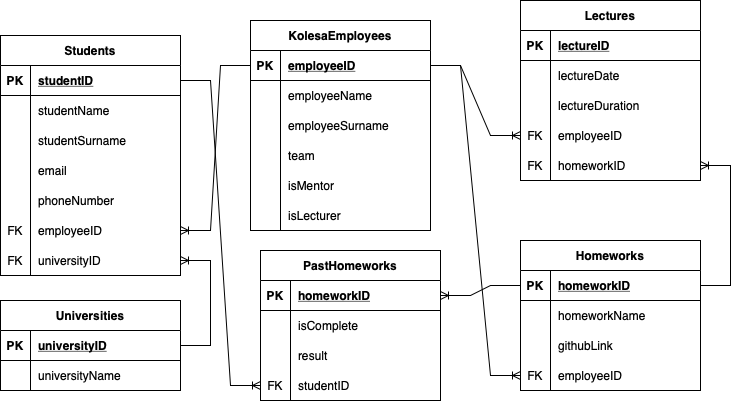 Students
PK studentID
studentName
studentSurname
email
phoneNumber
FK employeeID
FK universityID
Universities
PK universityID
universityName
KolesaEmployees
PK employeeID
employeeName
employeeSurname
team
isMentor
isLecturer
PastHomeworks
PK homeworkID
isComplete
result
FK studentID
Lectures
PK lectureID
lectureDate
lectureDuration
FK employeeID
FK homeworkID
Homeworks
PK homeworkID
homeworkName
githubLink
FK employeeID